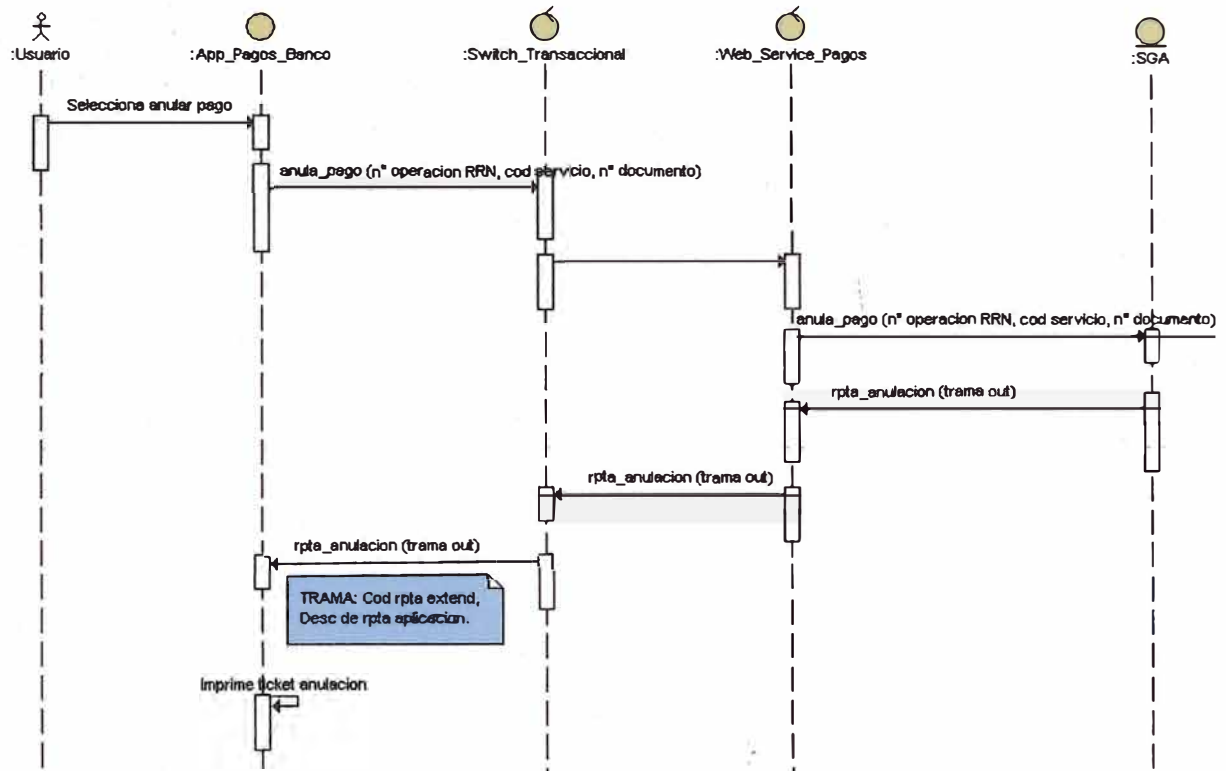 :Usuario
:App_Pagos_Banco
:Switch_Transaccional
:Web_Service_Pagos
:SGA
Selecciona anular pago
anula_pago (n° operacion RRN, cod servicio, n° documento)
anula_pago (n° operacion RRN, cod servicio, n° documento)
rpta_anulacion (trama out)
rpta_anulacion (trama out)
rpta_anulacion (trama out)
TRAMA: Cod rpta extend,
Desc de rpta aplicacion.
Imprime ticket anulacion